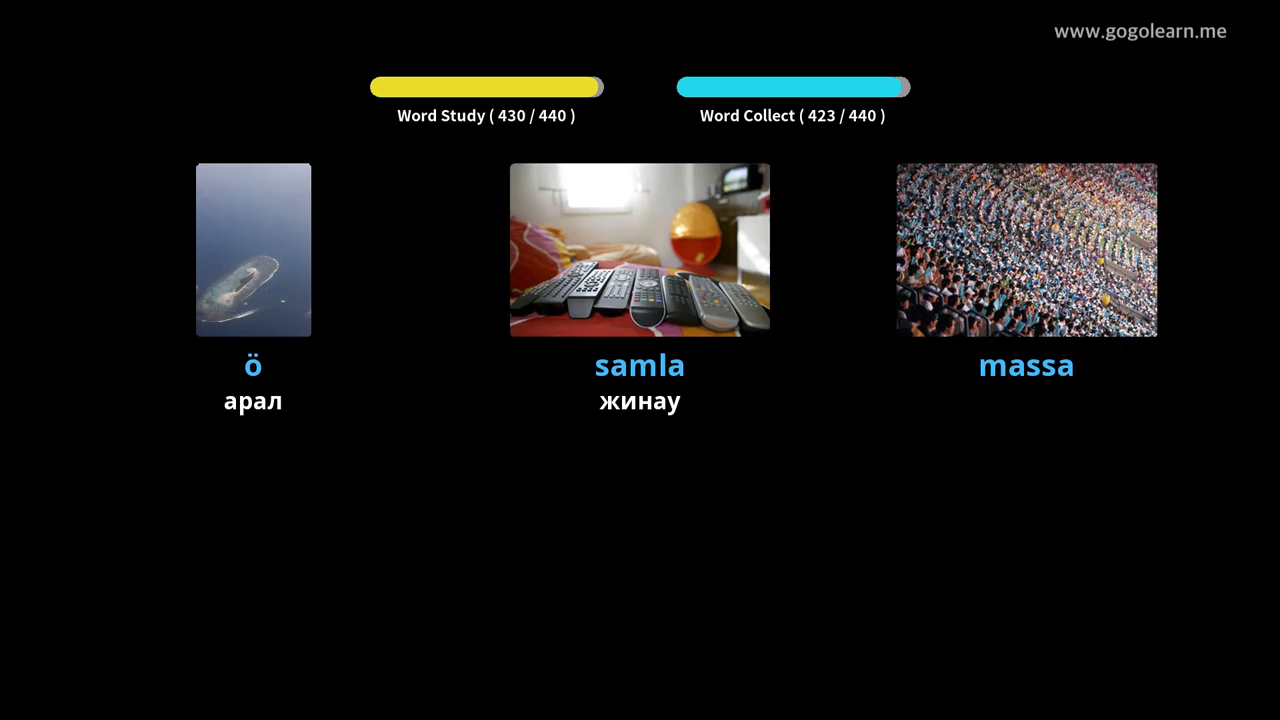 www.gogolearn.me
Word Study ( 430 / 440 )
Word Collect ( 423 / 440 )
ö
арал
samla
жинау
massa